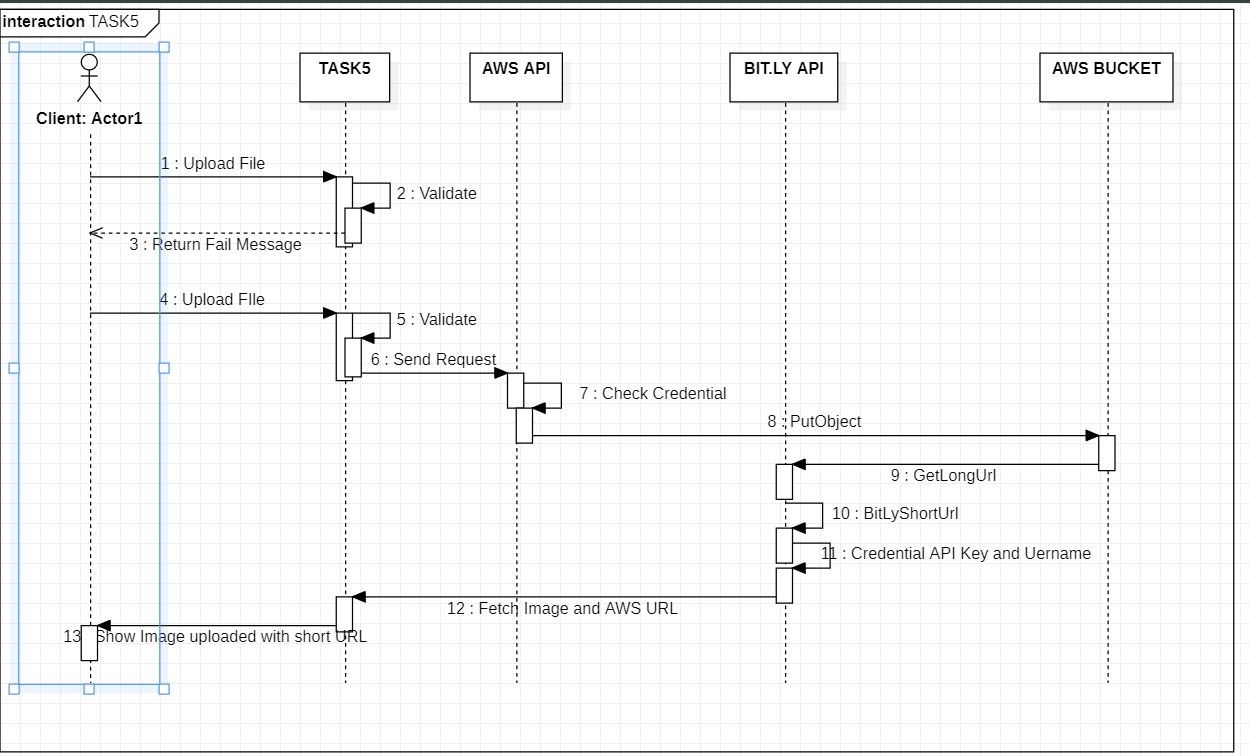 interaction TASK5
Client: Actor1
TASK5
AWS API
BIT.LY API
AWS BUCKET
1 : Upload File
2 : Validate
3 : Return Fail Message
4 : Upload FIle
5 : Validate
6 : Send Request
7 : Check Credential
8 : PutObject
9 : GetLongUrl
10 : BitLyShortUrl
11 : Credential API Key and Uername
12 : Fetch Image and AWS URL
13 : Show Image uploaded with short URL